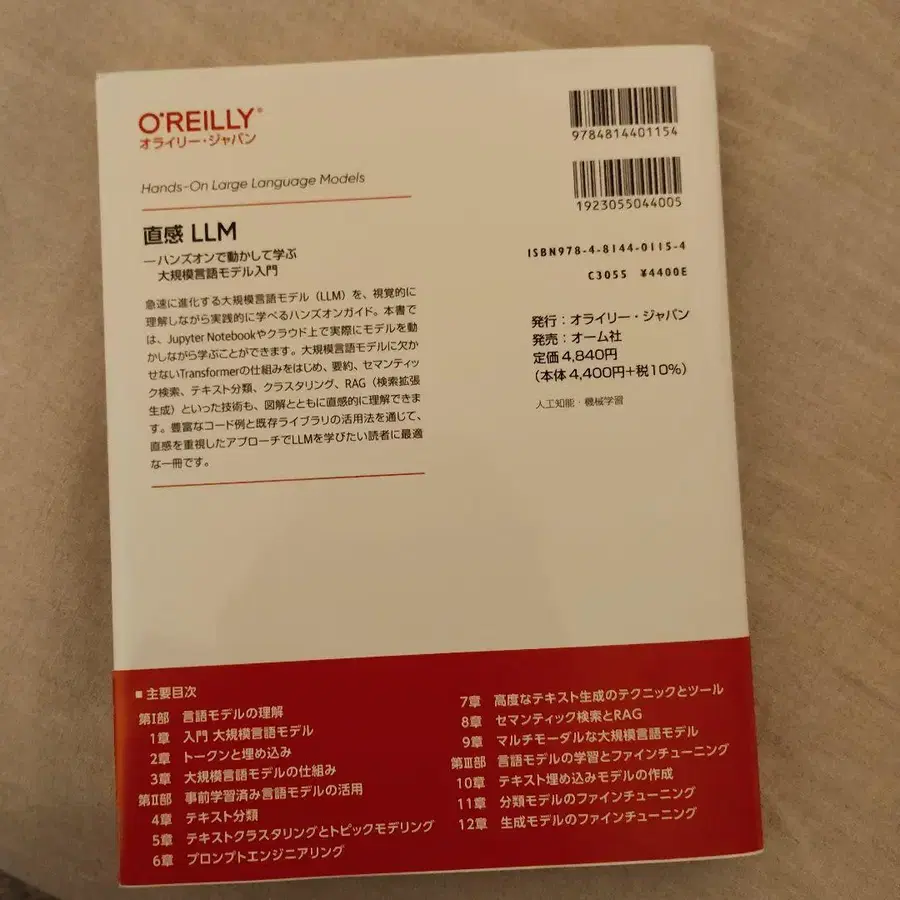 O'REILLY®
オライリー・ジャパン
Hands-On Large Language Models
直感 LLM
―ハンズオンで動かして学ぶ
大規模言語モデル入門
急速に進化する大規模言語モデル（LLM）を、視覚的に
理解しながら実践的に学べるハンズオンガイド。本書で
は、Jupyter Notebookやクラウド上で実際にモデルを動
かしながら学ぶことができます。大規模言語モデルに欠か
せないTransformerの仕組みをはじめ、要約、セマンティッ
ク検索、テキスト分類、クラスタリング、RAG（検索拡張
生成）といった技術も、図解とともに直感的に理解できま
す。豊富なコード例と既存ライブラリの活用法を通じて、
直感を重視したアプローチでLLMを学びたい読者に最適
な一冊です。
9784814401154
1923055044005
ISBN978-4-8144-0115-4
C3055 ¥4400E
発行：オライリー・ジャパン
発売：オーム社
定価4,840円
（本体4,400円+税10%）
人工知能・機械学習
■ 主要目次
第Ⅰ部 言語モデルの理解
1章 入門 大規模言語モデル
2章 トークンと埋め込み
3章 大規模言語モデルの仕組み
第Ⅱ部 事前学習済み言語モデルの活用
4章 テキスト分類
5章 テキストクラスタリングとトピックモデリング
6章 プロンプトエンジニアリング
7章 高度なテキスト生成のテクニックとツール
8章 セマンティック検索とRAG
9章 マルチモーダルな大規模言語モデル
第Ⅲ部 言語モデルの学習とファインチューニング
10章 テキスト埋め込みモデルの作成
11章 分類モデルのファインチューニング
12章 生成モデルのファインチューニング